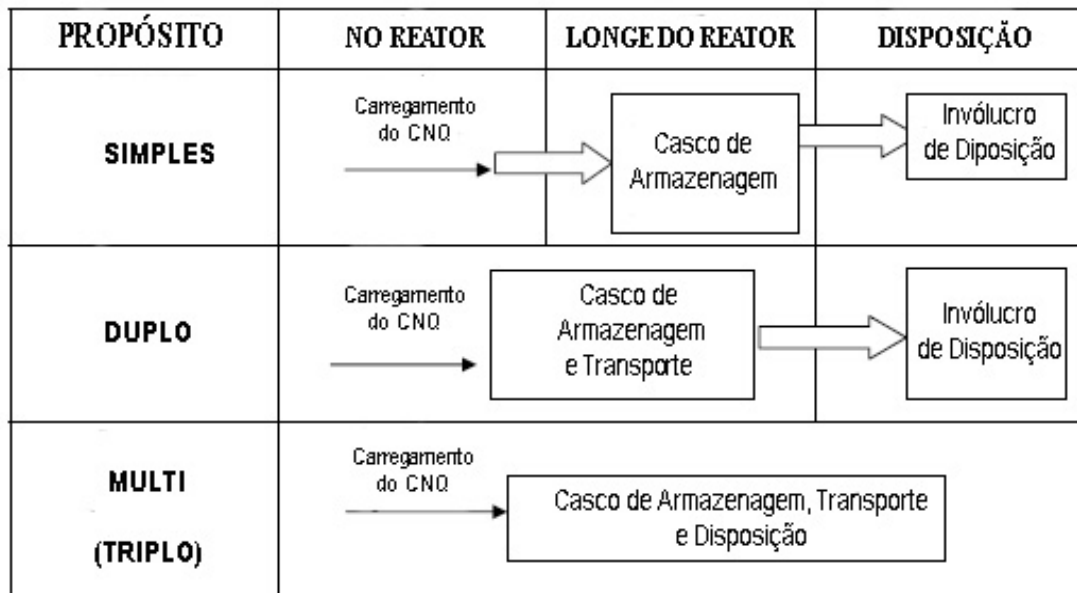 PROPÓSITO
NO REATOR
LONGE DO REATOR
DISPOSIÇÃO
SIMPLES
Carregamento
do CNQ
Casco de
Armazenagem
Invólucro
de Diposição
DUPLO
Carregamento
do CNQ
Casco de
Armazenagem
e Transporte
Invólucro
de Disposição
MULTI
(TRIPLO)
Carregamento
do CNQ
Casco de Armazenagem, Transporte
e Disposição